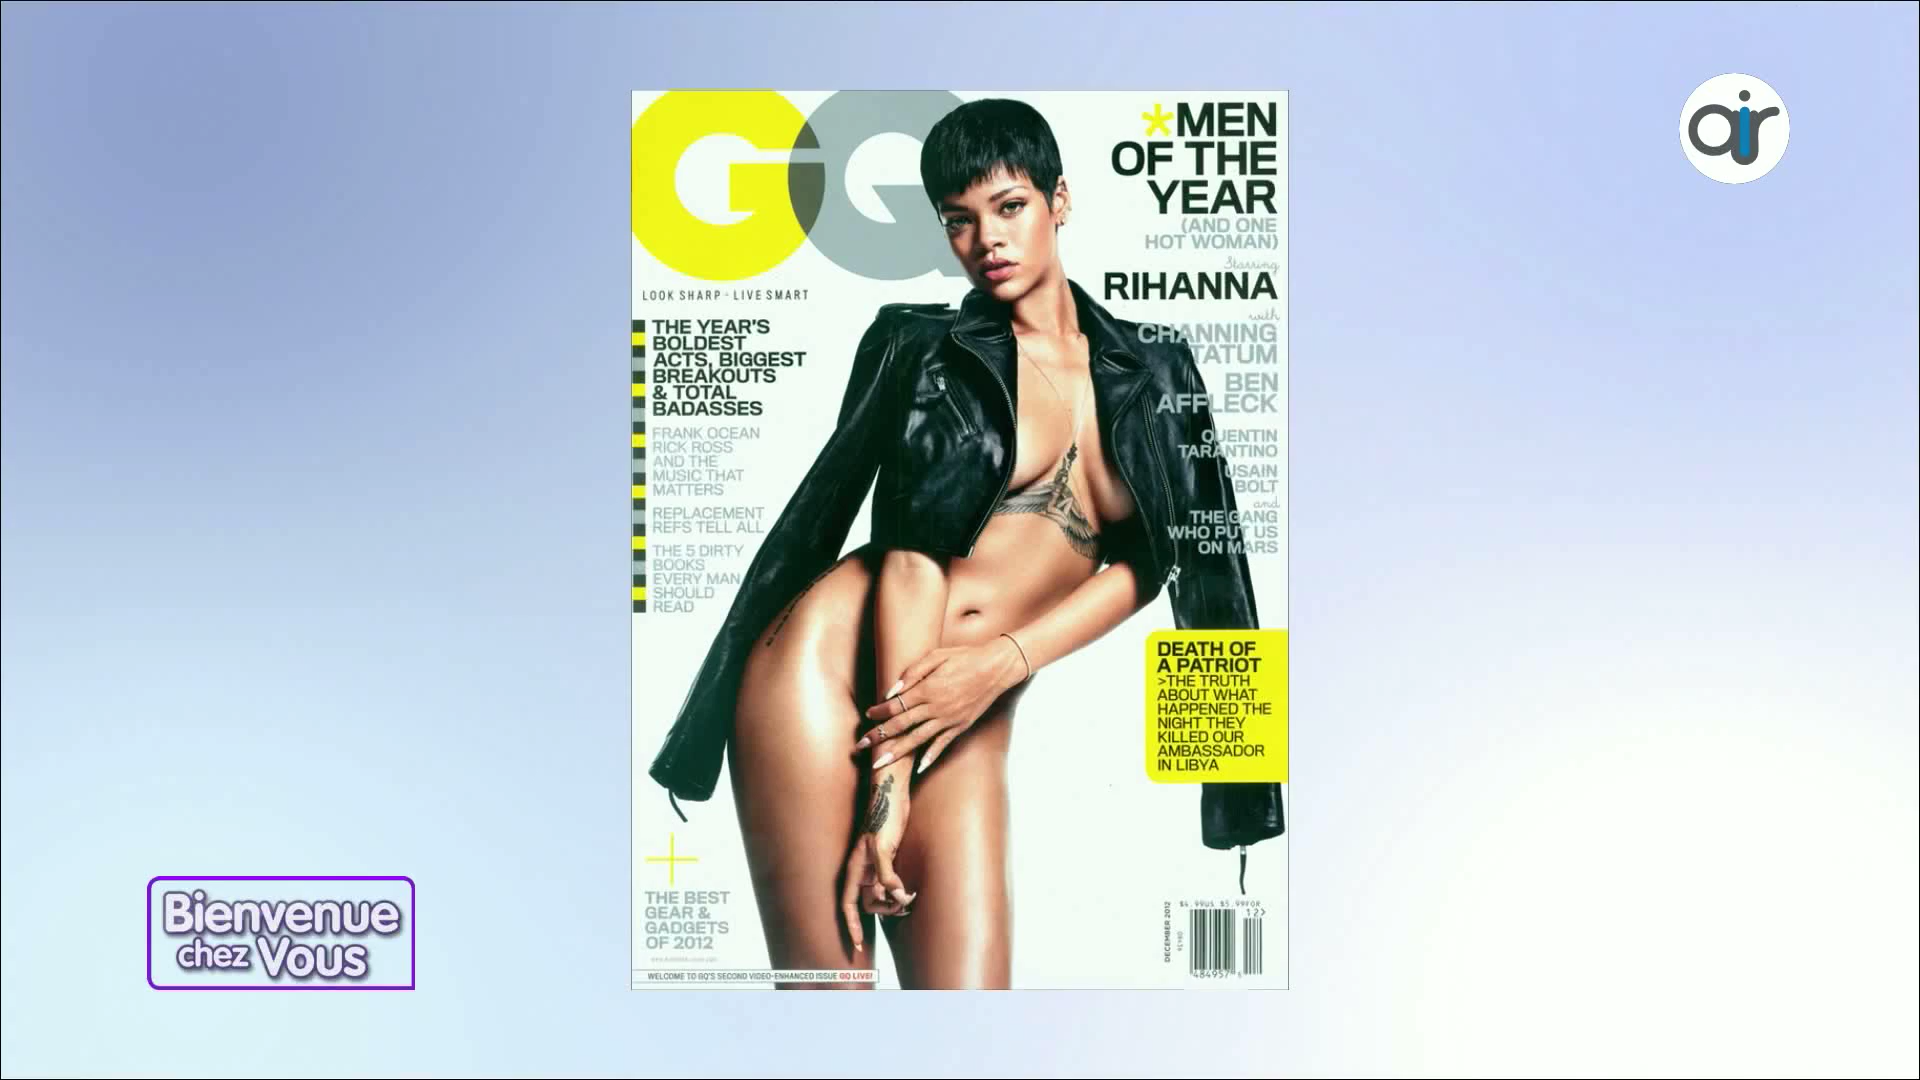 GQ
LOOK SHARP + LIVE SMART
THE YEAR'S
BOLDEST
ACTS, BIGGEST
BREAKOUTS
& TOTAL
BADASSES
FRANK OCEAN
RICK ROSS
AND THE
MUSIC THAT
MATTERS
REPLACEMENT
REFS TELL ALL
THE 5 DIRTY
BOOKS
EVERY MAN
SHOULD
READ
THE BEST
GEAR &
GADGETS
OF 2012
WELCOME TO GQ'S SECOND VIDEO-ENHANCED ISSUE GQ LIVE!
*MEN
OF THE
YEAR
(AND ONE
HOT WOMAN)
Starring
RIHANNA
with
CHANNING
TATUM
BEN
AFFLECK
QUENTIN
TARANTINO
USAIN
BOLT
and
THE GANG
WHO PUT US
ON MARS
DEATH OF
A PATRIOT
>THE TRUTH
ABOUT WHAT
HAPPENED THE
NIGHT THEY
KILLED OUR
AMBASSADOR
IN LIBYA
$4.99US $5.99FOR
12>
DECEMBER 2012
484957
air
Bienvenue
chez Vous